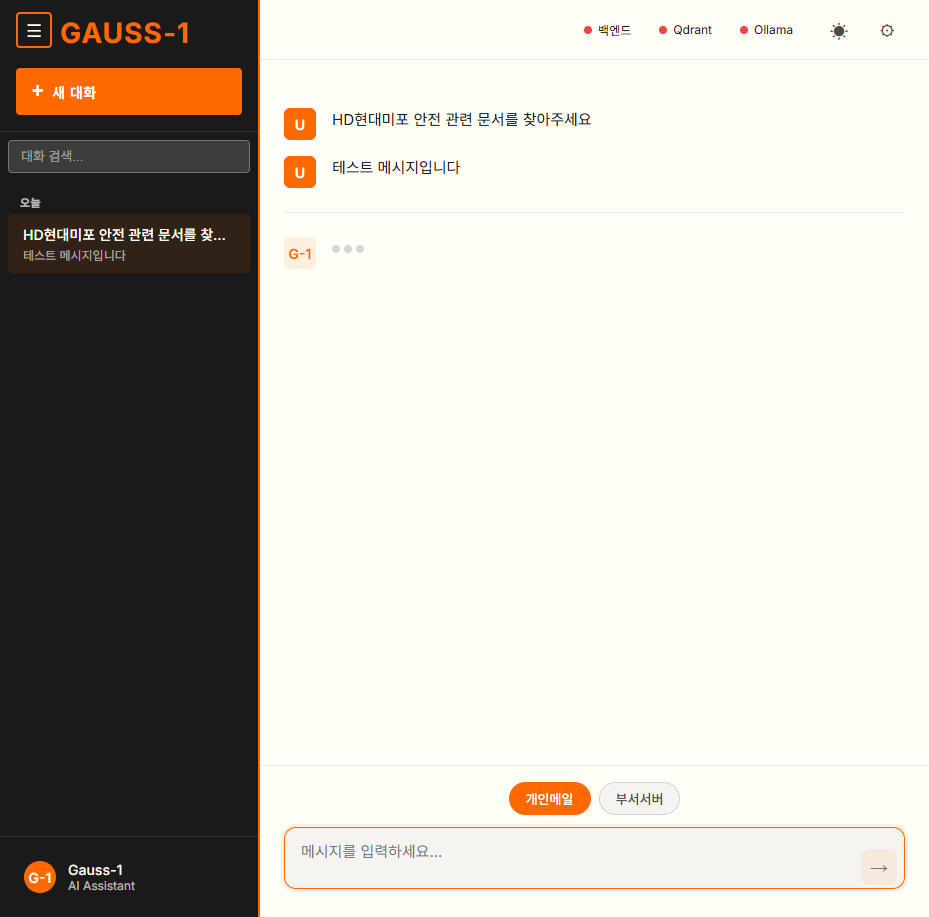 ☰ GAUSS-1
+ 새 대화
대화 검색...
오늘
HD현대미포 안전 관련 문서를 찾...
테스트 메시지입니다
G-1 Gauss-1
AI Assistant
백엔드 Qdrant Ollama
U HD현대미포 안전 관련 문서를 찾아주세요
U 테스트 메시지입니다
G-1
개인메일 부서서버
메시지를 입력하세요...
→